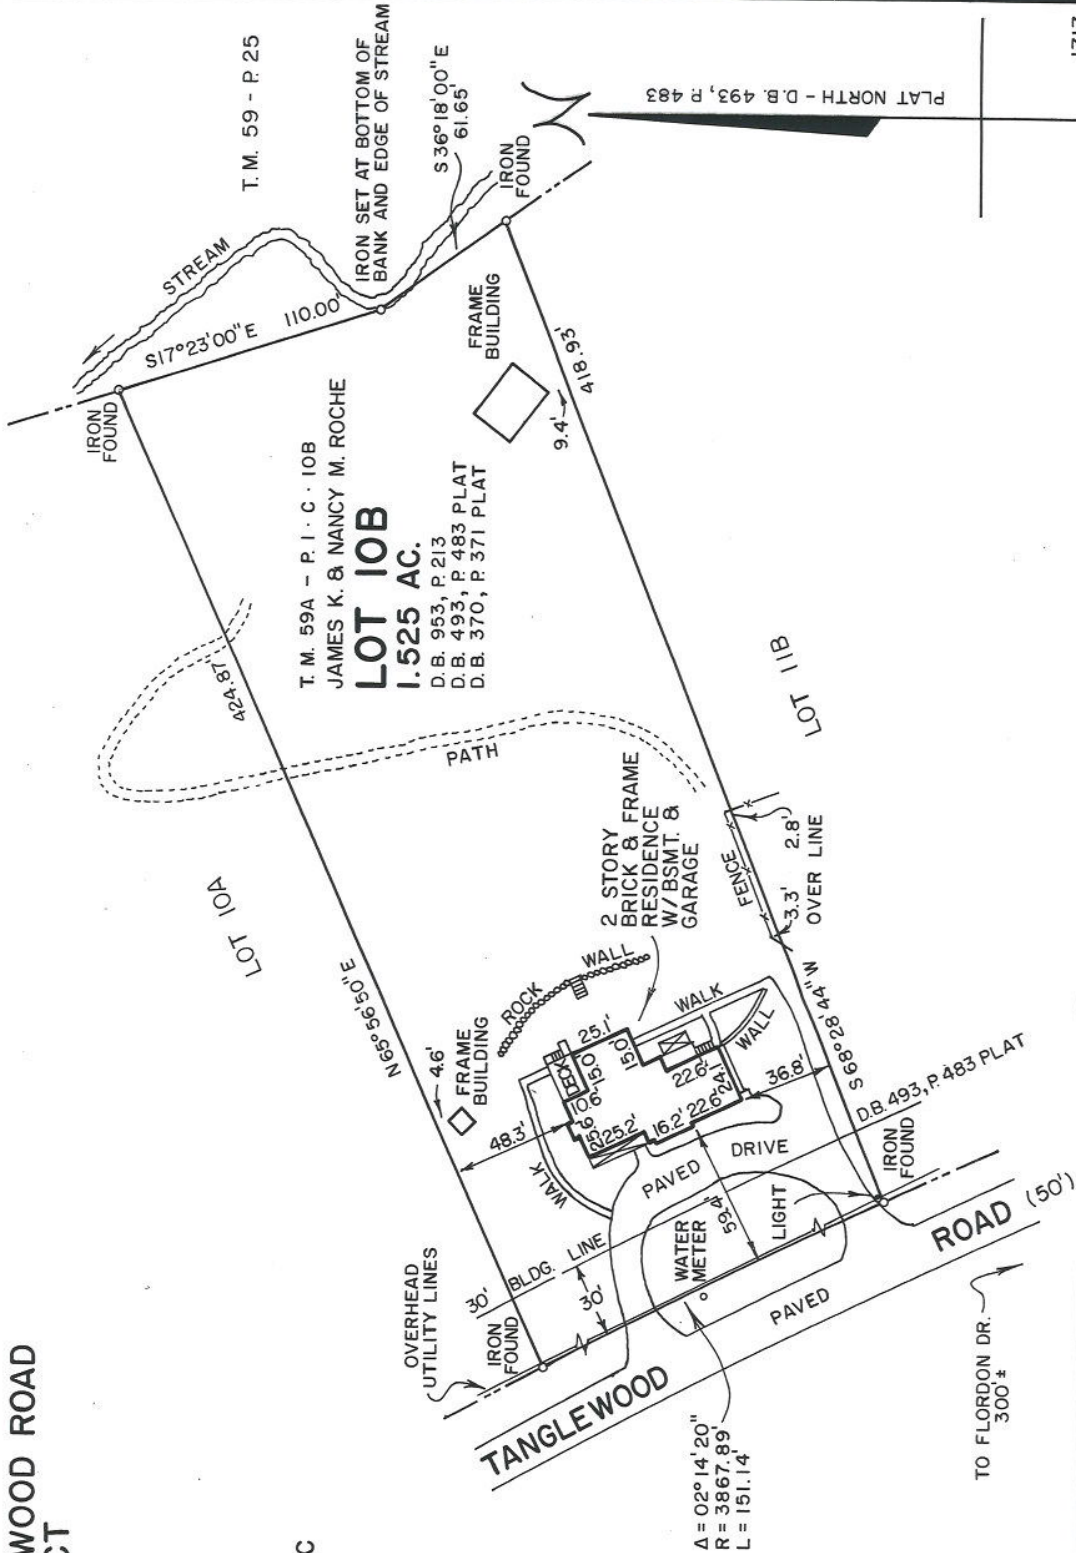 WOOD ROAD
CT
C
T.M. 59 - P. 25
IRON SET AT BOTTOM OF
BANK AND EDGE OF STREAM
S 36°18'00" E
61.65'
STREAM
IRON
FOUND
S 17°23'00" E 110.00'
IRON
FOUND
PLAT NORTH - D.B. 493, P. 483
FRAME
BUILDING
9.4'
418.93'
424.87'
T.M. 59A - P. 1 · C · 10B
JAMES K. & NANCY M. ROCHE
LOT 10B
1.525 AC.
D.B. 953, P. 213
D.B. 493, P. 483 PLAT
D.B. 370, P. 371 PLAT
PATH
LOT 10A
LOT 11B
N 65°56'50" E
4.6'
FRAME
BUILDING
2 STORY
BRICK & FRAME
RESIDENCE
W/ BSMT. &
GARAGE
ROCK WALL
FENCE
2.8'
3.3'
OVER LINE
25.1'
15.0'
15.0'
DECK
10.6'
25.6'
25.2'
16.2'
22.6'
22.6'
24.1'
WALK
WALL
WALK
48.3'
36.8'
S 68°28'44" W
D.B. 493, P. 483 PLAT
PAVED DRIVE
59.4'
LIGHT
IRON
FOUND
WATER
METER
30' BLDG. LINE
30'
OVERHEAD
UTILITY LINES
IRON
FOUND
TANGLEWOOD ROAD (50')
PAVED
Δ = 02°14'20"
R = 3867.89'
L = 151.14'
TO FLORDON DR.
300'±